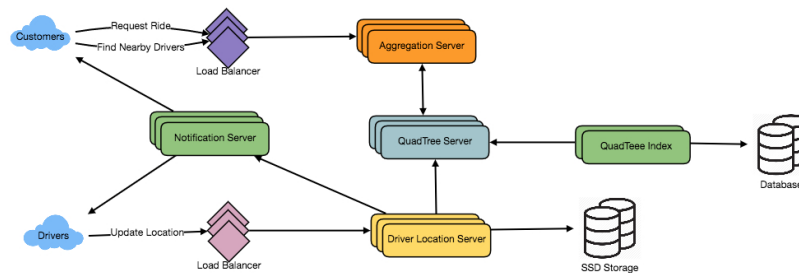 Customers
Request Ride
Find Nearby Drivers
Load Balancer
Aggregation Server
Notification Server
QuadTree Server
QuadTeee Index
Database
Drivers
Update Location
Load Balancer
Driver Location Server
SSD Storage